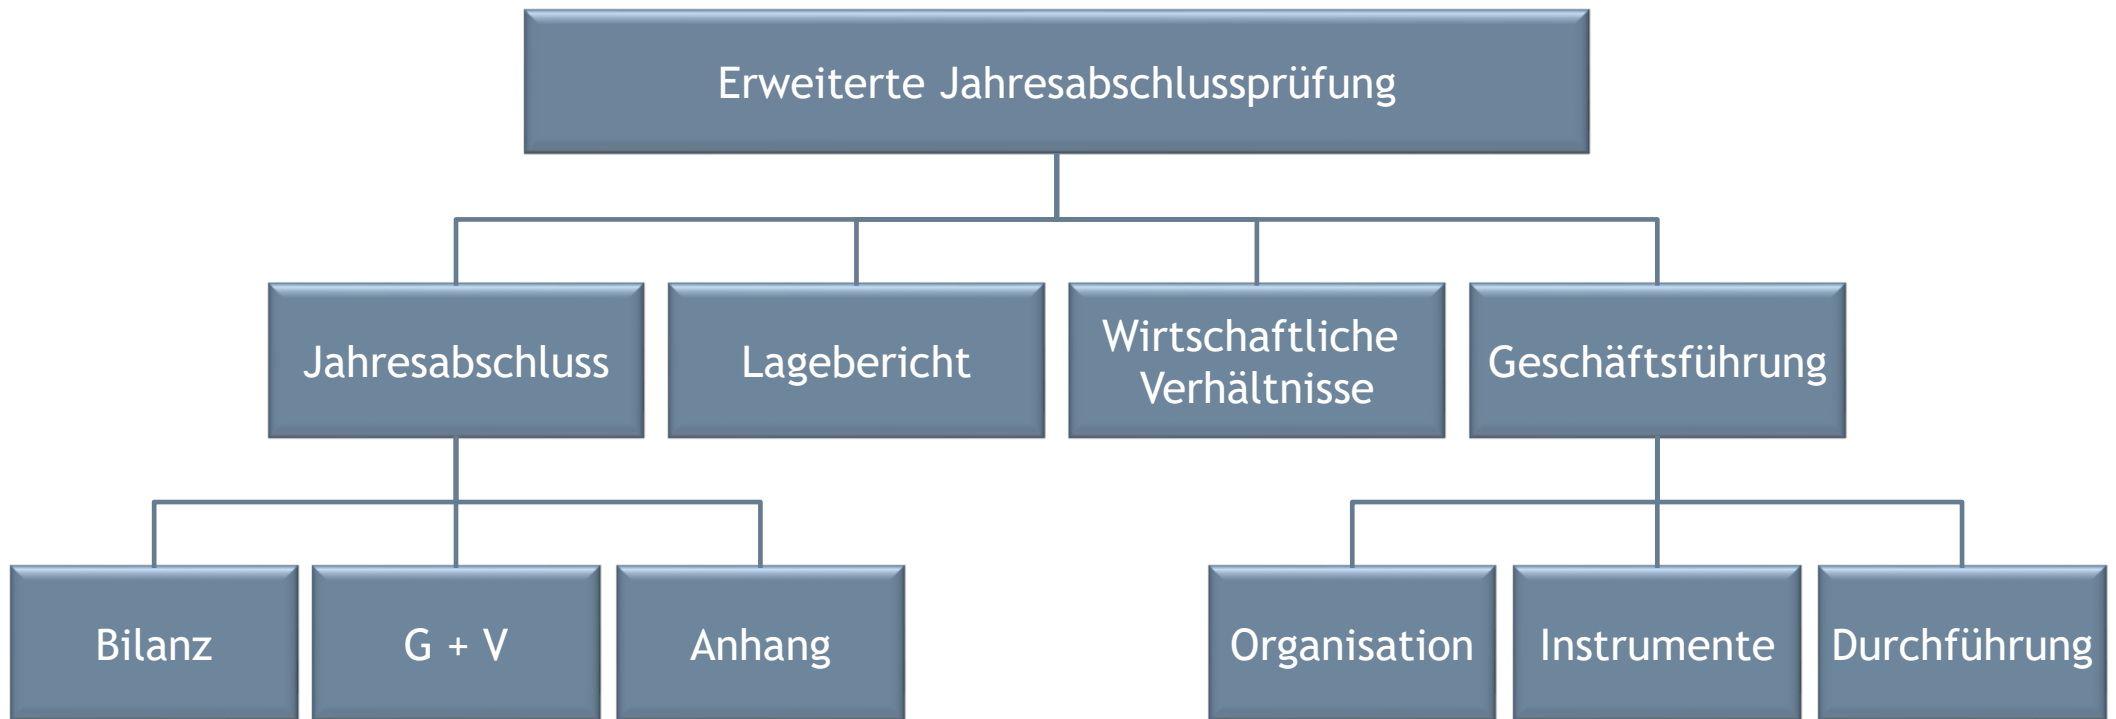 Erweiterte Jahresabschlussprüfung
Jahresabschluss
Lagebericht
Wirtschaftliche
Verhältnisse
Geschäftsführung
Bilanz
G + V
Anhang
Organisation
Instrumente
Durchführung